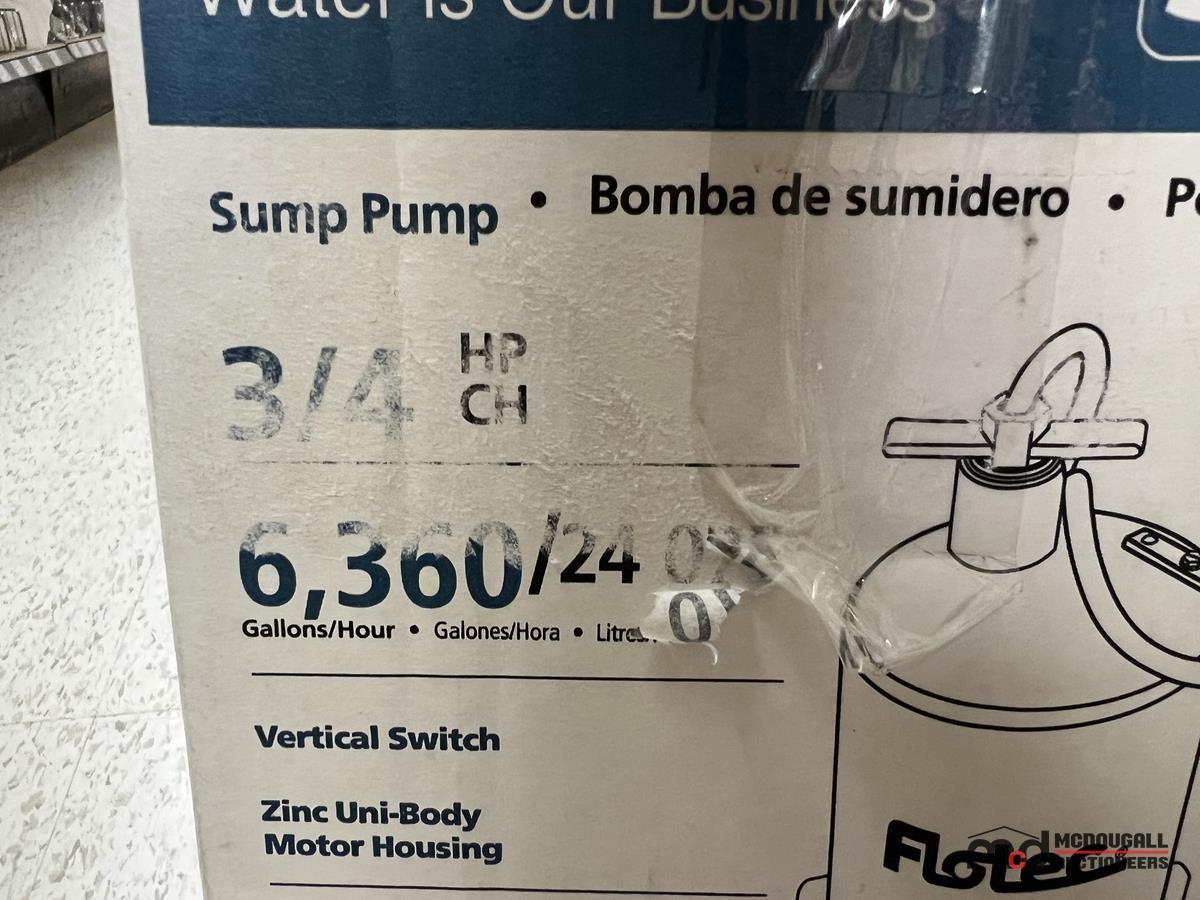 Water is Our Business
Sump Pump • Bomba de sumidero •
3/4 HP
CH
6,360/24
Gallons/Hour • Galones/Hora •
Vertical Switch
Zinc Uni-Body
Motor Housing
Flotec
MCDOUGALL
AUCTIONEERS